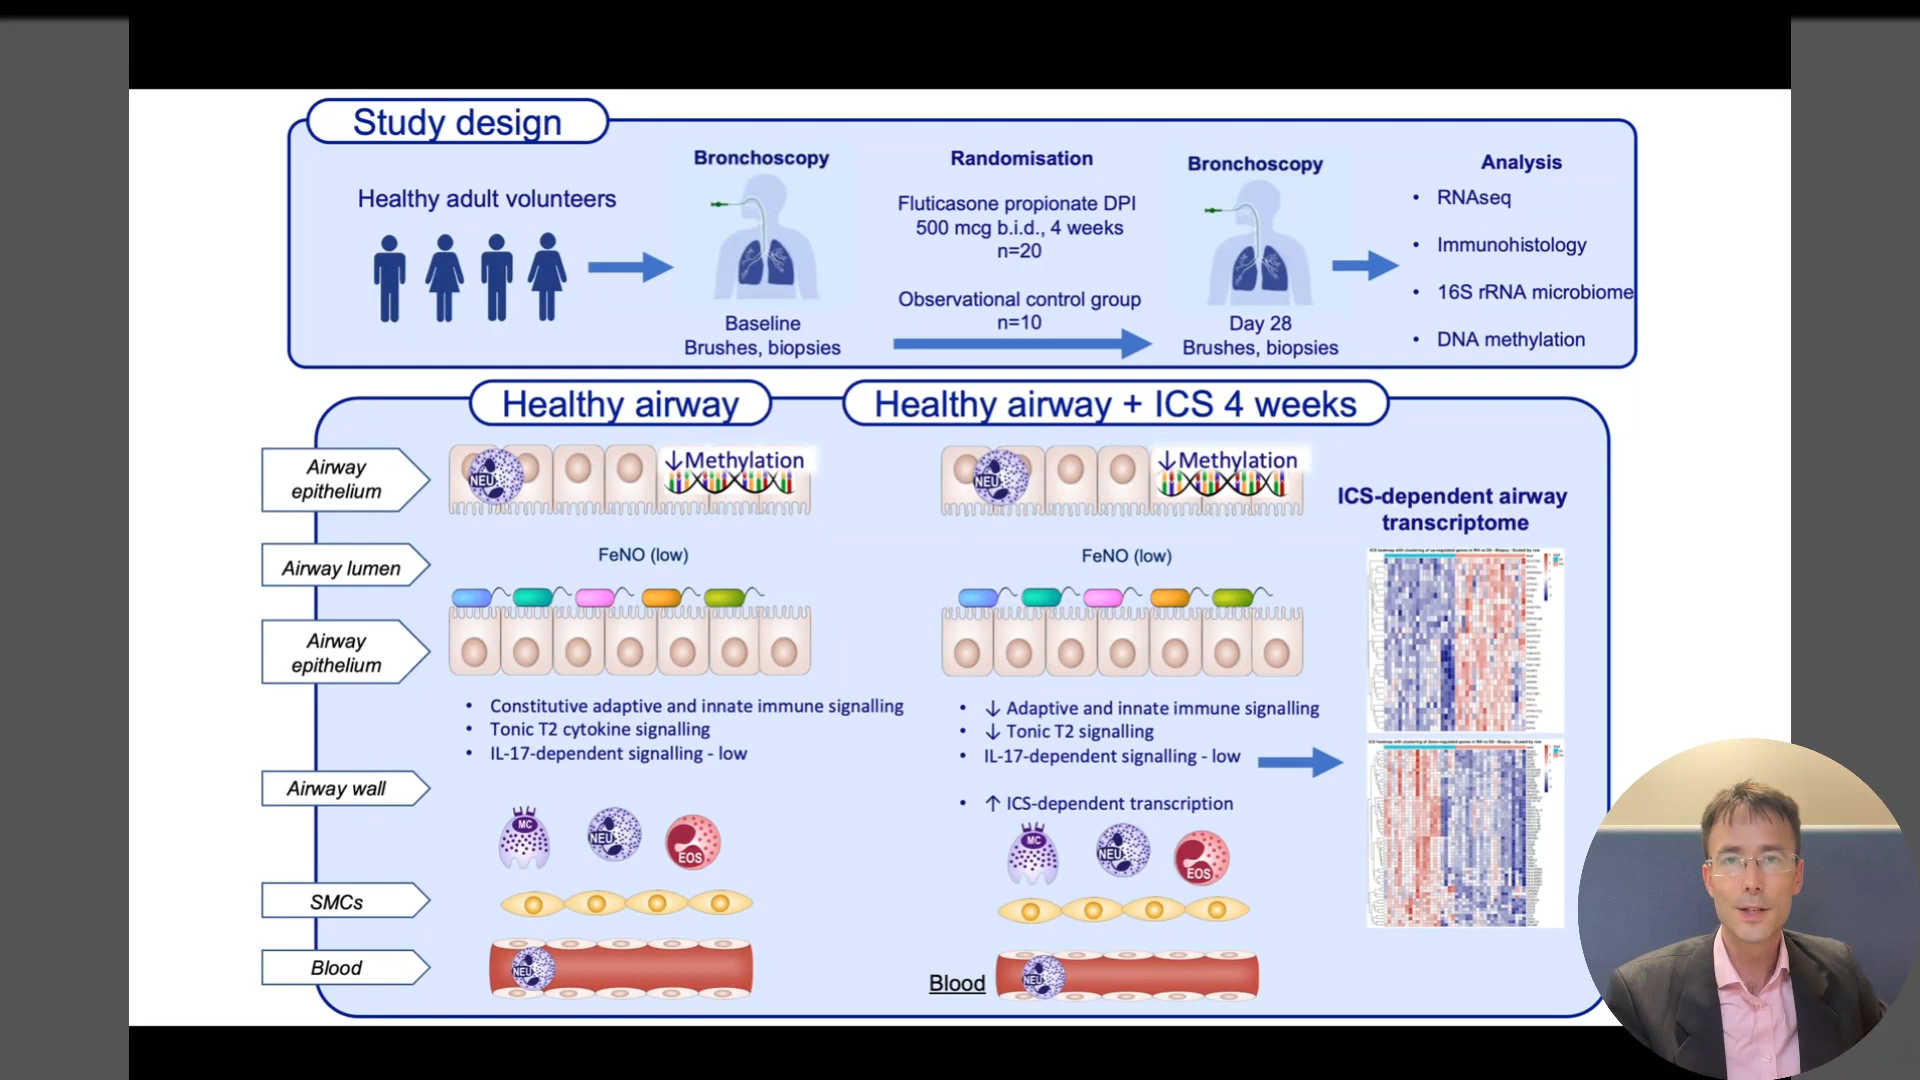 Study design
Healthy adult volunteers
Bronchoscopy
Baseline
Brushes, biopsies
Randomisation
Fluticasone propionate DPI
500 mcg b.i.d., 4 weeks
n=20
Observational control group
n=10
Bronchoscopy
Day 28
Brushes, biopsies
Analysis
• RNAseq
• Immunohistology
• 16S rRNA microbiome
• DNA methylation
Healthy airway
Healthy airway + ICS 4 weeks
Airway
epithelium
NEU
↓Methylation
NEU
↓Methylation
ICS-dependent airway
transcriptome
Airway lumen
FeNO (low)
FeNO (low)
Airway
epithelium
• Constitutive adaptive and innate immune signalling
• Tonic T2 cytokine signalling
• IL-17-dependent signalling - low
• ↓ Adaptive and innate immune signalling
• ↓ Tonic T2 signalling
• IL-17-dependent signalling - low
• ↑ ICS-dependent transcription
Airway wall
MC
NEU
EOS
MC
NEU
EOS
SMCs
Blood
NEU
Blood
NEU